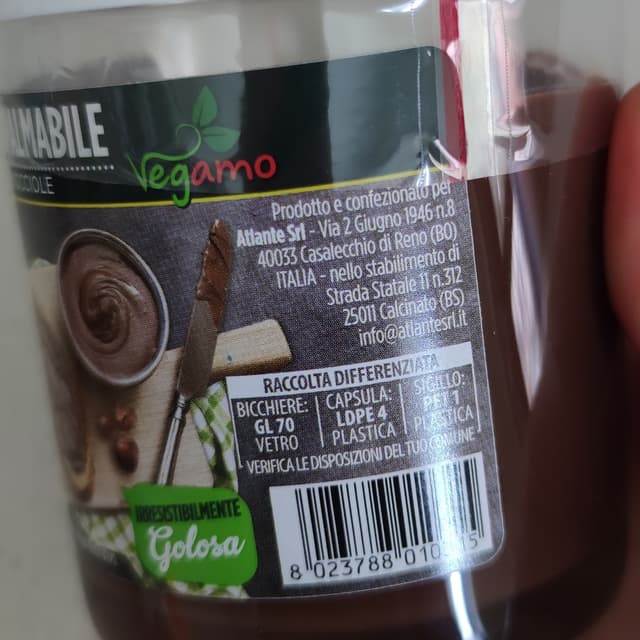 Vegamo
Prodotto e confezionato per
Atlante Srl - Via 2 Giugno 1946 n.8
40033 Casalecchio di Reno (BO)
ITALIA - nello stabilimento di
Strada Statale 11 n.312
25011 Calcinato (BS)
info@atlantesrl.it
RACCOLTA DIFFERENZIATA
BICCHIERE: CAPSULA: SIGILLO:
GL 70 LDPE 4 PET 1
VETRO PLASTICA PLASTICA
VERIFICA LE DISPOSIZIONI DEL TUO COMUNE
IRRESISTIBILMENTE
Golosa
8 023788